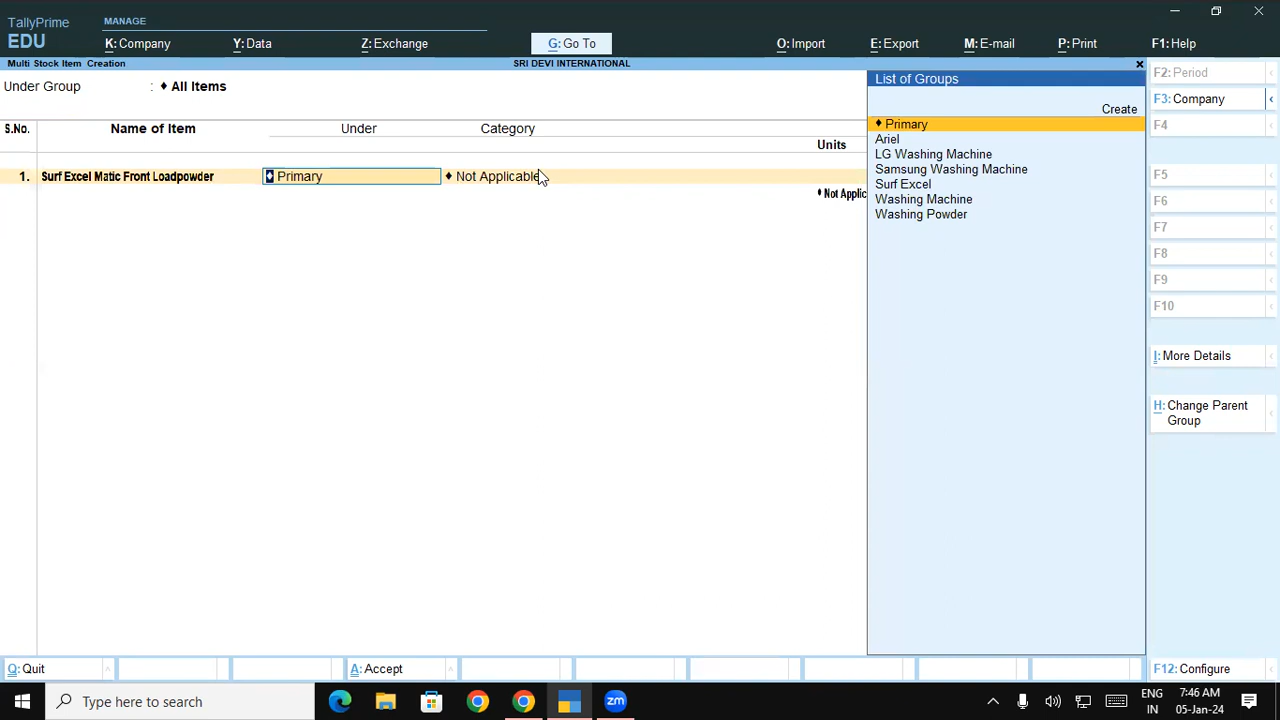 TallyPrime
EDU
MANAGE
K: Company
Y: Data
Z: Exchange
G: Go To
O: Import
E: Export
M: E-mail
P: Print
F1: Help
Multi Stock Item Creation
SRI DEVI INTERNATIONAL
Under Group : ♦ All Items
S.No. Name of Item Under Category
Units
1. Surf Excel Matic Front Loadpowder ♦ Primary ♦ Not Applicable
♦ Not Applic
List of Groups
Create
♦ Primary
Ariel
LG Washing Machine
Samsung Washing Machine
Surf Excel
Washing Machine
Washing Powder
F2: Period
F3: Company
F4
F5
F6
F7
F8
F9
F10
I: More Details
H: Change Parent
Group
Q: Quit
A: Accept
F12: Configure
Type here to search
zm
ENG
IN
7:46 AM
05-Jan-24